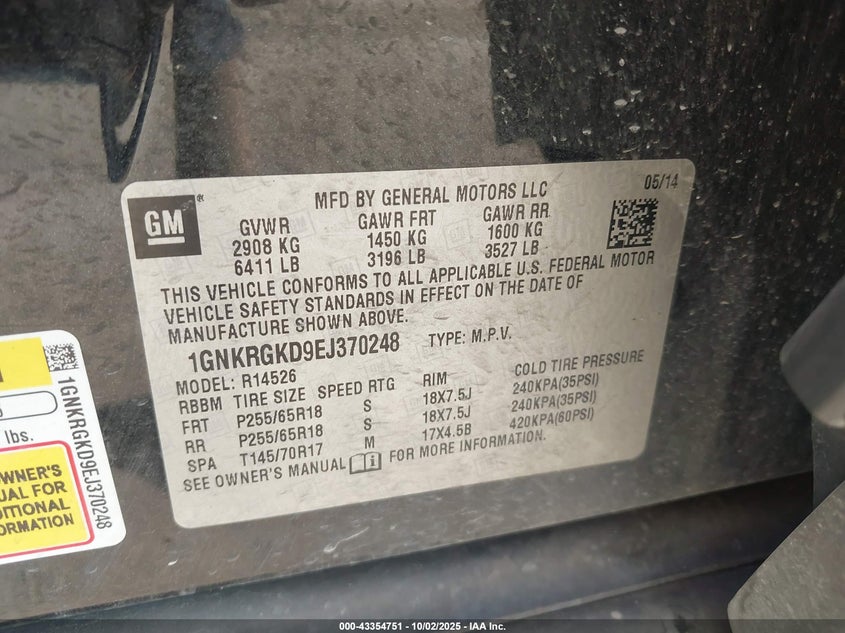 MFD BY GENERAL MOTORS LLC
05/14
GM
®
GVWR GAWR FRT GAWR RR
2908 KG 1450 KG 1600 KG
6411 LB 3196 LB 3527 LB
THIS VEHICLE CONFORMS TO ALL APPLICABLE U.S. FEDERAL MOTOR
VEHICLE SAFETY STANDARDS IN EFFECT ON THE DATE OF
MANUFACTURE SHOWN ABOVE.
1GNKRGKD9EJ370248 TYPE: M.P.V.
MODEL: R14526
RBBM TIRE SIZE SPEED RTG RIM COLD TIRE PRESSURE
FRT P255/65R18 S 18X7.5J 240KPA(35PSI)
RR P255/65R18 S 18X7.5J 240KPA(35PSI)
SPA T145/70R17 M 17X4.5B 420KPA(60PSI)
SEE OWNER'S MANUAL FOR MORE INFORMATION.
lbs.
OWNER'S
UAL FOR
DITIONAL
ORMATION
1GNKRGKD9EJ370248
000-43354751 - 10/02/2025 - IAA Inc.